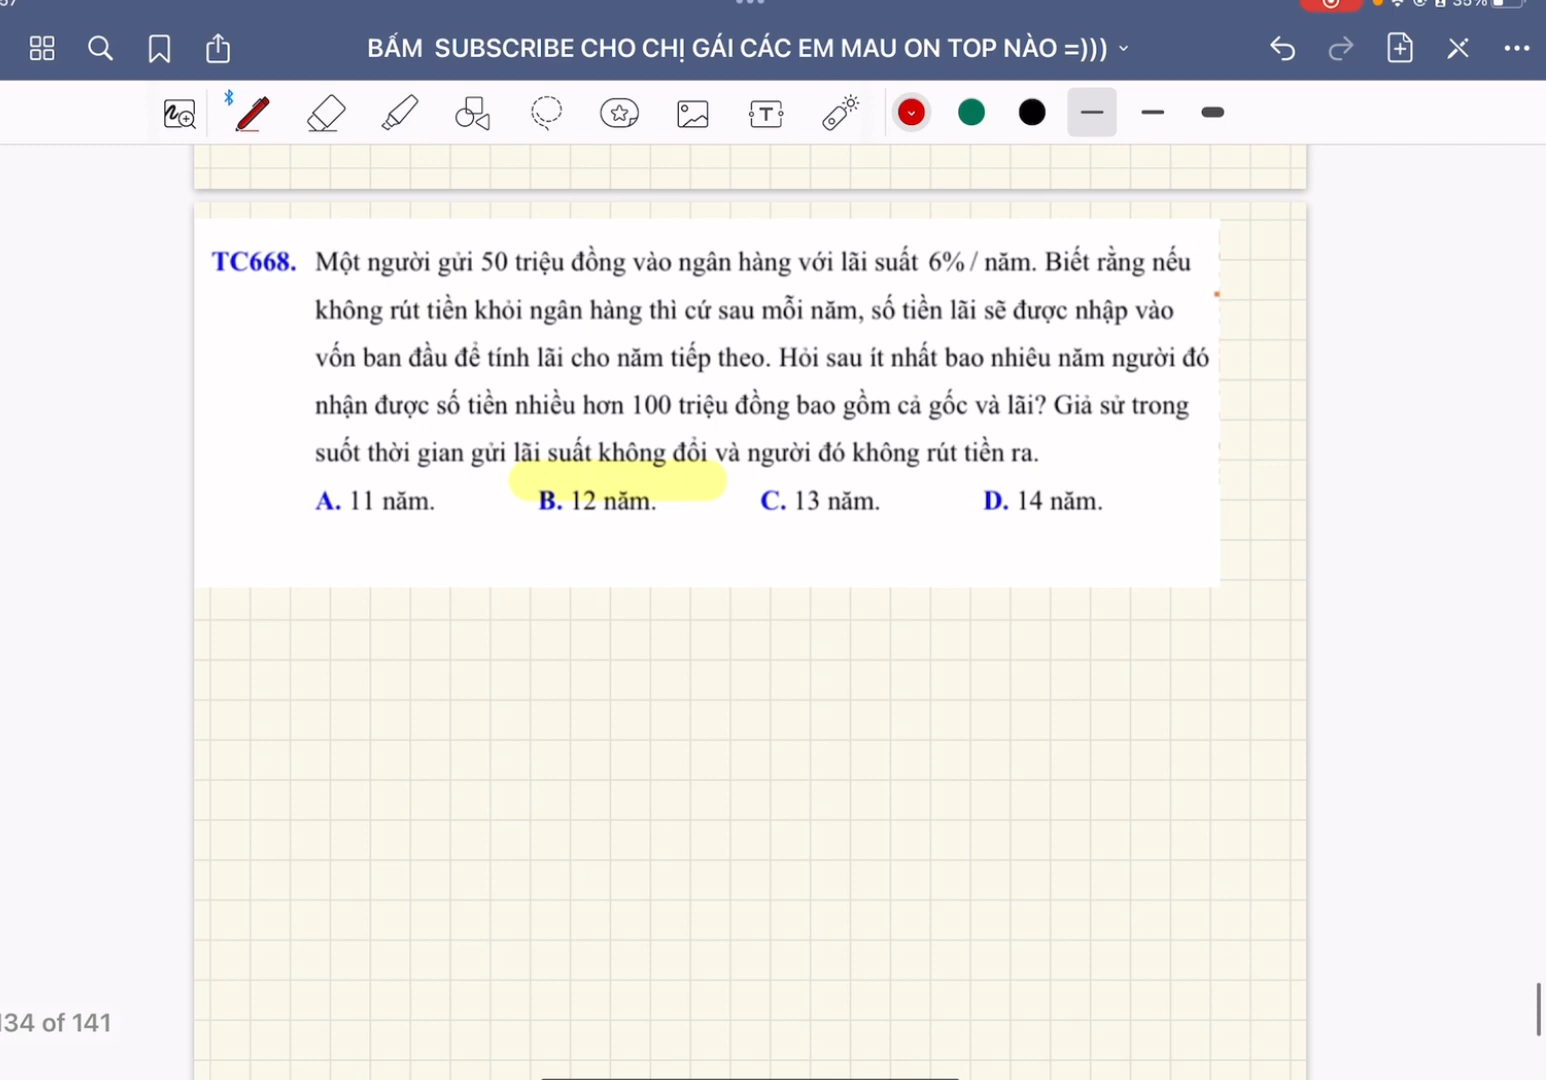 BẤM SUBSCRIBE CHO CHỊ GÁI CÁC EM MAU ON TOP NÀO =)))
TC668. Một người gửi 50 triệu đồng vào ngân hàng với lãi suất 6% / năm. Biết rằng nếu
không rút tiền khỏi ngân hàng thì cứ sau mỗi năm, số tiền lãi sẽ được nhập vào
vốn ban đầu để tính lãi cho năm tiếp theo. Hỏi sau ít nhất bao nhiêu năm người đó
nhận được số tiền nhiều hơn 100 triệu đồng bao gồm cả gốc và lãi? Giả sử trong
suốt thời gian gửi lãi suất không đổi và người đó không rút tiền ra.
A. 11 năm. B. 12 năm. C. 13 năm. D. 14 năm.
134 of 141